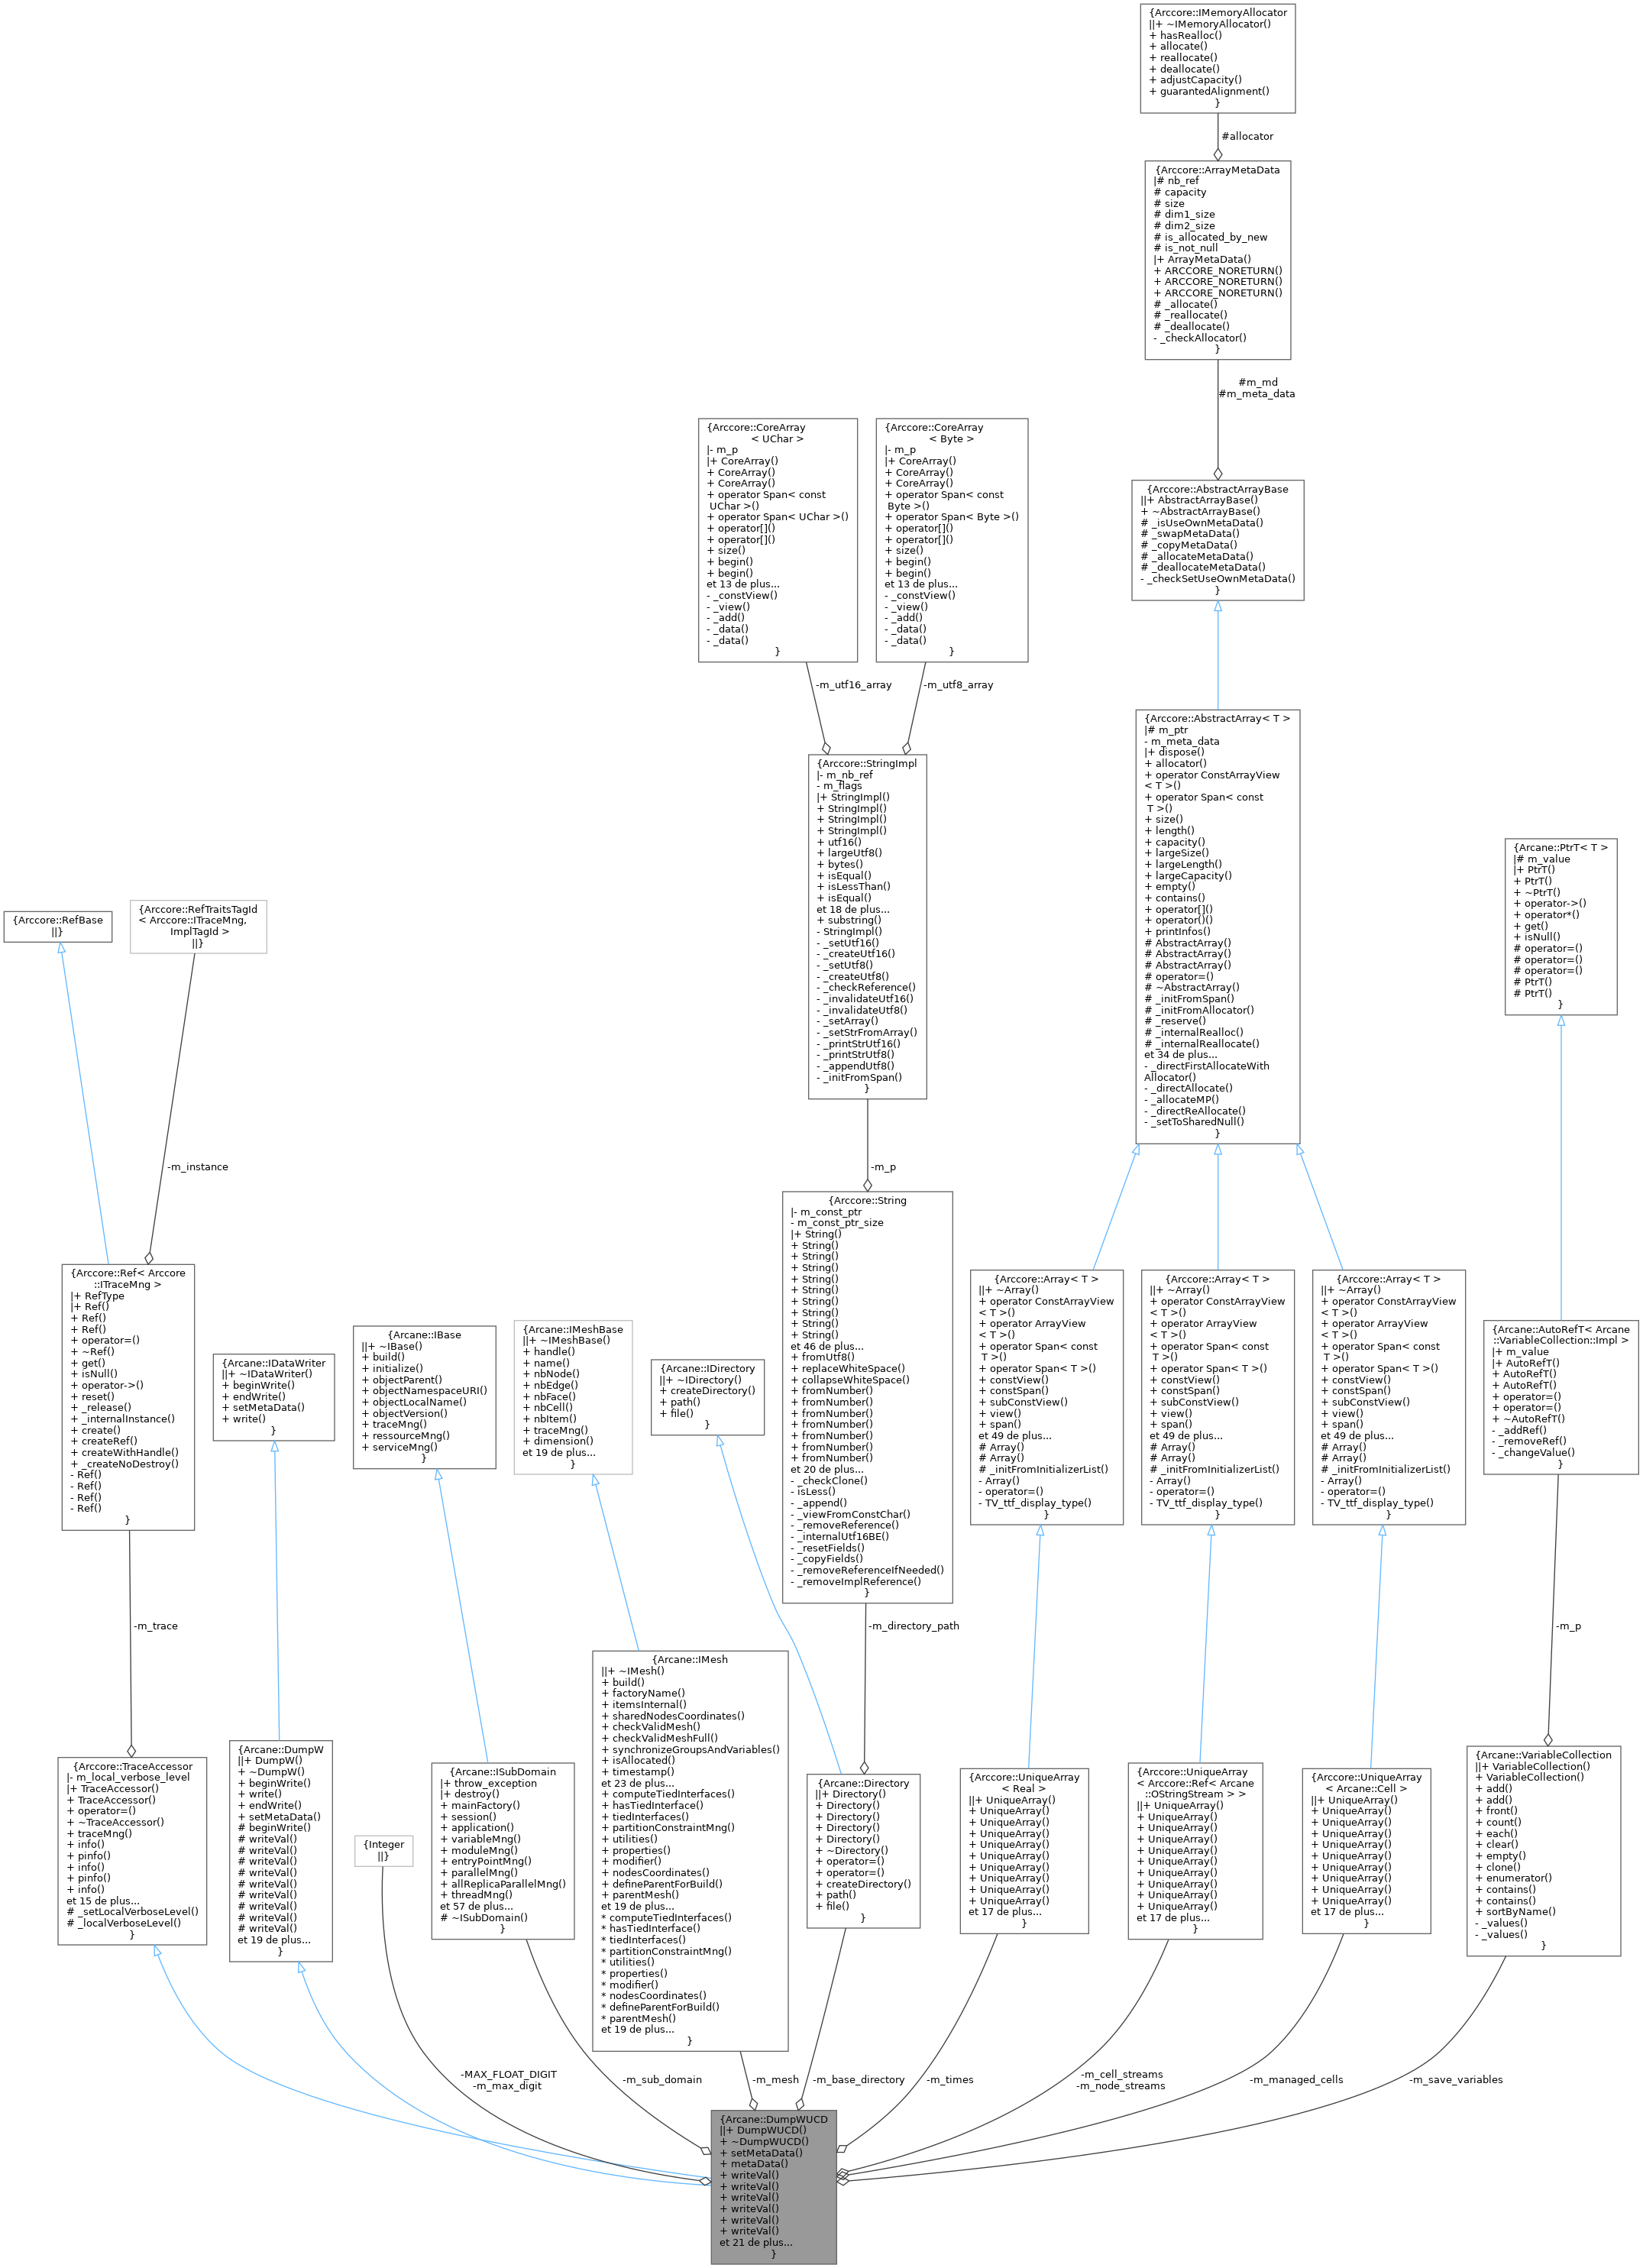 {Arccore::IMemoryAllocator
||+ ~IMemoryAllocator()
+ hasRealloc()
+ allocate()
+ reallocate()
+ deallocate()
+ adjustCapacity()
+ guarantedAlignment()
}
#allocator
{Arccore::ArrayMetaData
|# nb_ref
# capacity
# size
# dim1_size
# dim2_size
# is_allocated_by_new
# is_not_null
|+ ArrayMetaData()
+ ARCCORE_NORETURN()
+ ARCCORE_NORETURN()
+ ARCCORE_NORETURN()
# _allocate()
# _reallocate()
# _deallocate()
- _checkAllocator()
}
#m_md
#m_meta_data
{Arccore::CoreArray
< UChar >
|- m_p
|+ CoreArray()
+ CoreArray()
+ CoreArray()
+ operator Span< const
UChar >()
+ operator Span< UChar >()
+ operator[]()
+ operator[]()
+ size()
+ begin()
+ begin()
et 13 de plus...
- _constView()
- _view()
- _add()
- _data()
- _data()
}
{Arccore::CoreArray
< Byte >
|- m_p
|+ CoreArray()
+ CoreArray()
+ CoreArray()
+ operator Span< const
Byte >()
+ operator Span< Byte >()
+ operator[]()
+ operator[]()
+ size()
+ begin()
+ begin()
et 13 de plus...
- _constView()
- _view()
- _add()
- _data()
- _data()
}
{Arccore::AbstractArrayBase
||+ AbstractArrayBase()
+ ~AbstractArrayBase()
# _isUseOwnMetaData()
# _swapMetaData()
# _copyMetaData()
# _allocateMetaData()
# _deallocateMetaData()
- _checkSetUseOwnMetaData()
}
-m_utf16_array
-m_utf8_array
{Arccore::StringImpl
|- m_nb_ref
- m_flags
|+ StringImpl()
+ StringImpl()
+ StringImpl()
+ StringImpl()
+ utf16()
+ largeUtf8()
+ bytes()
+ isEqual()
+ isLessThan()
+ isEqual()
et 18 de plus...
+ substring()
- StringImpl()
- _setUtf16()
- _createUtf16()
- _setUtf8()
- _createUtf8()
- _checkReference()
- _invalidateUtf16()
- _invalidateUtf8()
- _setArray()
- _setStrFromArray()
- _printStrUtf16()
- _printStrUtf8()
- _appendUtf8()
- _initFromSpan()
}
{Arccore::AbstractArray< T >
|# m_ptr
- m_meta_data
|+ dispose()
+ allocator()
+ operator ConstArrayView
< T >()
+ operator Span< const
T >()
+ size()
+ length()
+ capacity()
+ largeSize()
+ largeLength()
+ largeCapacity()
+ empty()
+ contains()
+ operator[]()
+ operator()()
+ printInfos()
# AbstractArray()
# AbstractArray()
# AbstractArray()
# operator=()
# ~AbstractArray()
# _initFromSpan()
# _initFromAllocator()
# _reserve()
# _internalRealloc()
# _internalReallocate()
et 34 de plus...
- _directFirstAllocateWith
Allocator()
- _directAllocate()
- _allocateMP()
- _directReAllocate()
- _setToSharedNull()
}
{Arcane::PtrT< T >
|# m_value
|+ PtrT()
+ PtrT()
+ ~PtrT()
+ operator->()
+ operator*()
+ get()
+ isNull()
# operator=()
# operator=()
# operator=()
# PtrT()
# PtrT()
}
{Arccore::RefBase
||}
{Arccore::RefTraitsTagId
< Arccore::ITraceMng,
ImplTagId >
||}
-m_instance
-m_p
{Arccore::Ref< Arccore
::ITraceMng >
|+ RefType
|+ Ref()
+ Ref()
+ Ref()
+ operator=()
+ ~Ref()
+ get()
+ isNull()
+ operator->()
+ reset()
+ _release()
+ _internalInstance()
+ create()
+ createRef()
+ createWithHandle()
+ _createNoDestroy()
- Ref()
- Ref()
- Ref()
- Ref()
}
{Arcane::IDataWriter
||+ ~IDataWriter()
+ beginWrite()
+ endWrite()
+ setMetaData()
+ write()
}
{Arcane::IBase
||+ ~IBase()
+ build()
+ initialize()
+ objectParent()
+ objectNamespaceURI()
+ objectLocalName()
+ objectVersion()
+ traceMng()
+ ressourceMng()
+ serviceMng()
}
{Arcane::IMeshBase
||+ ~IMeshBase()
+ handle()
+ name()
+ nbNode()
+ nbEdge()
+ nbFace()
+ nbCell()
+ nbItem()
+ traceMng()
+ dimension()
et 19 de plus...
}
{Arcane::IDirectory
||+ ~IDirectory()
+ createDirectory()
+ path()
+ file()
}
{Arccore::String
|- m_const_ptr
- m_const_ptr_size
|+ String()
+ String()
+ String()
+ String()
+ String()
+ String()
+ String()
+ String()
+ String()
+ String()
et 46 de plus...
+ fromUtf8()
+ replaceWhiteSpace()
+ collapseWhiteSpace()
+ fromNumber()
+ fromNumber()
+ fromNumber()
+ fromNumber()
+ fromNumber()
+ fromNumber()
+ fromNumber()
et 20 de plus...
- _checkClone()
- isLess()
- _append()
- _viewFromConstChar()
- _removeReference()
- _internalUtf16BE()
- _resetFields()
- _copyFields()
- _removeReferenceIfNeeded()
- _removeImplReference()
}
{Arccore::Array< T >
||+ ~Array()
+ operator ConstArrayView
< T >()
+ operator ArrayView
< T >()
+ operator Span< const
T >()
+ operator Span< T >()
+ constView()
+ constSpan()
+ subConstView()
+ view()
+ span()
et 49 de plus...
# Array()
# Array()
# _initFromInitializerList()
- Array()
- operator=()
- TV_ttf_display_type()
}
{Arccore::Array< T >
||+ ~Array()
+ operator ConstArrayView
< T >()
+ operator ArrayView
< T >()
+ operator Span< const
T >()
+ operator Span< T >()
+ constView()
+ constSpan()
+ subConstView()
+ view()
+ span()
et 49 de plus...
# Array()
# Array()
# _initFromInitializerList()
- Array()
- operator=()
- TV_ttf_display_type()
}
{Arccore::Array< T >
||+ ~Array()
+ operator ConstArrayView
< T >()
+ operator ArrayView
< T >()
+ operator Span< const
T >()
+ operator Span< T >()
+ constView()
+ constSpan()
+ subConstView()
+ view()
+ span()
et 49 de plus...
# Array()
# Array()
# _initFromInitializerList()
- Array()
- operator=()
- TV_ttf_display_type()
}
{Arcane::AutoRefT< Arcane
::VariableCollection::Impl >
|+ m_value
|+ AutoRefT()
+ AutoRefT()
+ AutoRefT()
+ operator=()
+ operator=()
+ ~AutoRefT()
- _addRef()
- _removeRef()
- _changeValue()
}
-m_trace
-m_directory_path
-m_p
{Arccore::TraceAccessor
|- m_local_verbose_level
|+ TraceAccessor()
+ TraceAccessor()
+ operator=()
+ ~TraceAccessor()
+ traceMng()
+ info()
+ pinfo()
+ info()
+ pinfo()
+ info()
et 15 de plus...
# _setLocalVerboseLevel()
# _localVerboseLevel()
}
{Arcane::DumpW
||+ DumpW()
+ ~DumpW()
+ beginWrite()
+ write()
+ endWrite()
+ setMetaData()
# beginWrite()
# writeVal()
# writeVal()
# writeVal()
# writeVal()
# writeVal()
# writeVal()
# writeVal()
# writeVal()
# writeVal()
et 19 de plus...
}
{Integer
||}
{Arcane::ISubDomain
|+ throw_exception
|+ destroy()
+ mainFactory()
+ session()
+ application()
+ variableMng()
+ moduleMng()
+ entryPointMng()
+ parallelMng()
+ allReplicaParallelMng()
+ threadMng()
et 57 de plus...
# ~ISubDomain()
}
{Arcane::IMesh
||+ ~IMesh()
+ build()
+ factoryName()
+ itemsInternal()
+ sharedNodesCoordinates()
+ checkValidMesh()
+ checkValidMeshFull()
+ synchronizeGroupsAndVariables()
+ isAllocated()
+ timestamp()
et 23 de plus...
+ computeTiedInterfaces()
+ hasTiedInterface()
+ tiedInterfaces()
+ partitionConstraintMng()
+ utilities()
+ properties()
+ modifier()
+ nodesCoordinates()
+ defineParentForBuild()
+ parentMesh()
et 19 de plus...
* computeTiedInterfaces()
* hasTiedInterface()
* tiedInterfaces()
* partitionConstraintMng()
* utilities()
* properties()
* modifier()
* nodesCoordinates()
* defineParentForBuild()
* parentMesh()
et 19 de plus...
}
{Arcane::Directory
||+ Directory()
+ Directory()
+ Directory()
+ Directory()
+ Directory()
+ ~Directory()
+ operator=()
+ operator=()
+ createDirectory()
+ path()
+ file()
}
{Arccore::UniqueArray
< Real >
||+ UniqueArray()
+ UniqueArray()
+ UniqueArray()
+ UniqueArray()
+ UniqueArray()
+ UniqueArray()
+ UniqueArray()
+ UniqueArray()
+ UniqueArray()
+ UniqueArray()
et 17 de plus...
}
{Arccore::UniqueArray
< Arccore::Ref< Arcane
::OStringStream > >
||+ UniqueArray()
+ UniqueArray()
+ UniqueArray()
+ UniqueArray()
+ UniqueArray()
+ UniqueArray()
+ UniqueArray()
+ UniqueArray()
+ UniqueArray()
+ UniqueArray()
et 17 de plus...
}
{Arccore::UniqueArray
< Arcane::Cell >
||+ UniqueArray()
+ UniqueArray()
+ UniqueArray()
+ UniqueArray()
+ UniqueArray()
+ UniqueArray()
+ UniqueArray()
+ UniqueArray()
+ UniqueArray()
+ UniqueArray()
et 17 de plus...
}
{Arcane::VariableCollection
||+ VariableCollection()
+ VariableCollection()
+ add()
+ add()
+ front()
+ count()
+ each()
+ clear()
+ empty()
+ clone()
+ enumerator()
+ contains()
+ contains()
+ sortByName()
- _values()
- _values()
}
-MAX_FLOAT_DIGIT
-m_max_digit
-m_sub_domain
-m_mesh
-m_base_directory
-m_times
-m_cell_streams
-m_node_streams
-m_managed_cells
-m_save_variables
{Arcane::DumpWUCD
||+ DumpWUCD()
+ ~DumpWUCD()
+ setMetaData()
+ metaData()
+ writeVal()
+ writeVal()
+ writeVal()
+ writeVal()
+ writeVal()
+ writeVal()
et 21 de plus...
}